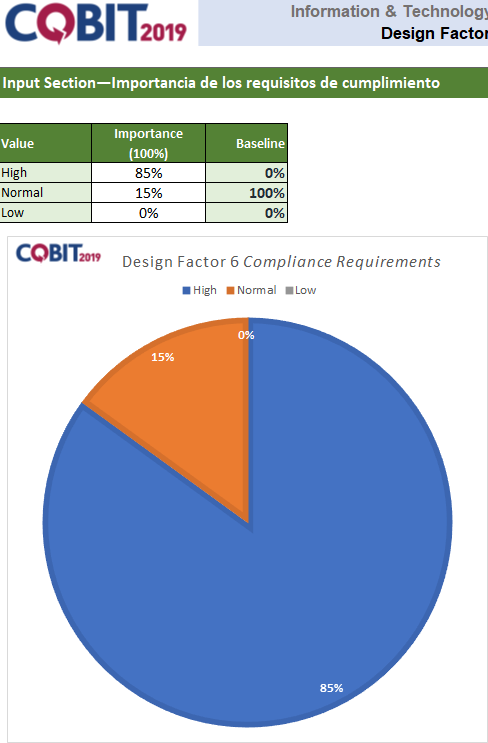 COBIT 2019
Information & Technology
Design Factor
Input Section—Importancia de los requisitos de cumplimiento
Value Importance (100%) Baseline
High 85% 0%
Normal 15% 100%
Low 0% 0%
COBIT 2019
Design Factor 6 Compliance Requirements
High Normal Low
0%
15%
85%